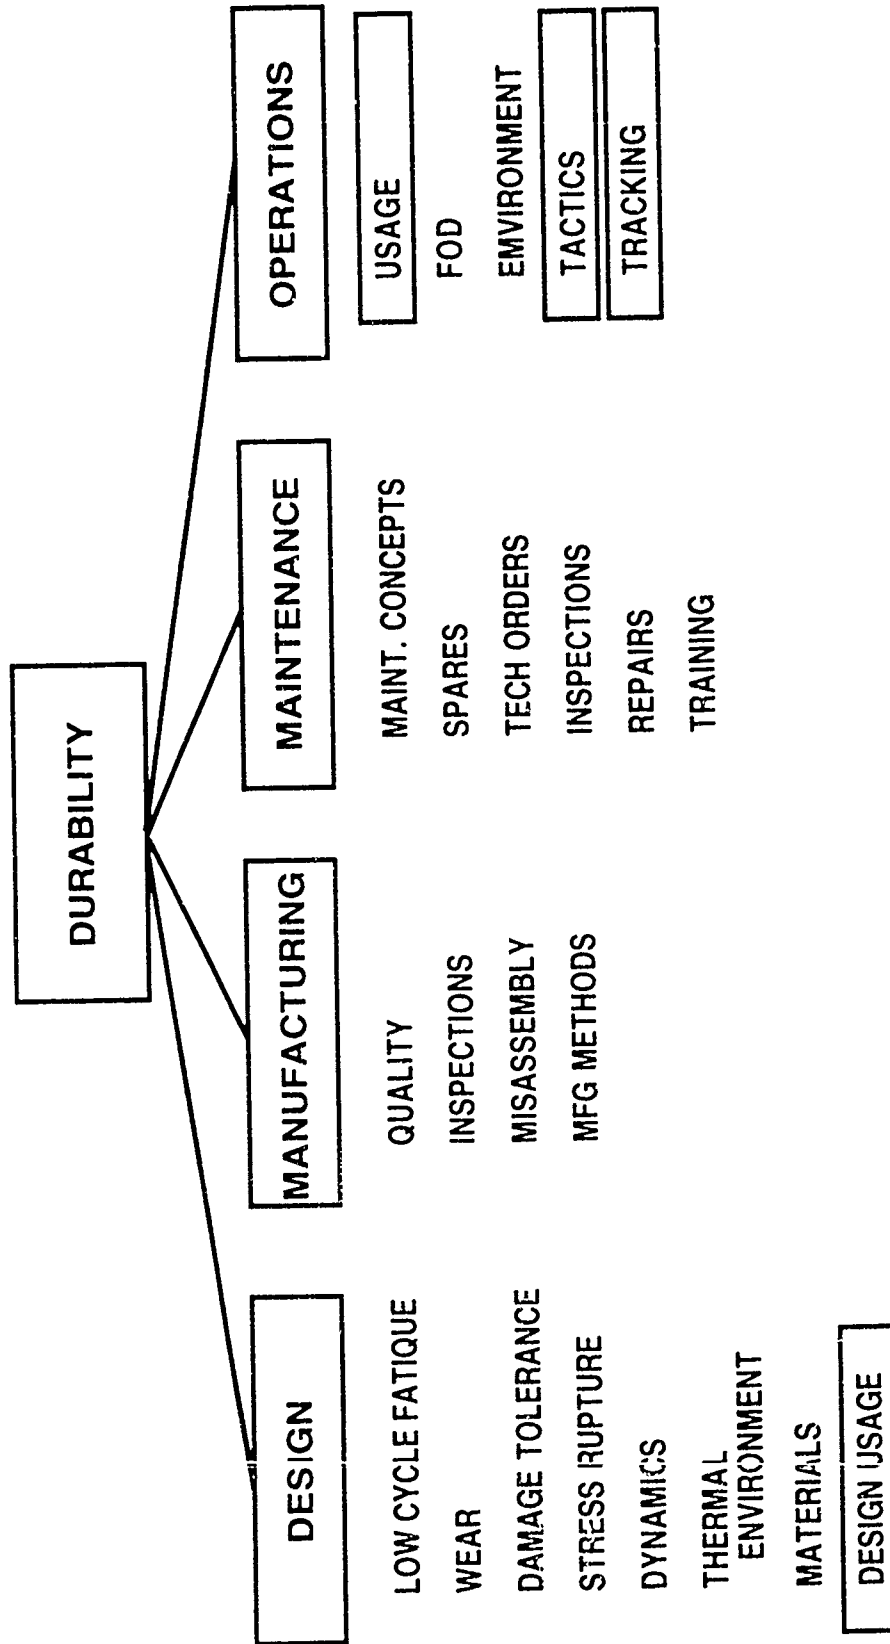 DURABILITY
DESIGN
LOW CYCLE FATIQUE
WEAR
DAMAGE TOLERANCE
STRESS RUPTURE
DYNAMICS
THERMAL
ENVIRONMENT
MATERIALS
DESIGN USAGE
MANUFACTURING
QUALITY
INSPECTIONS
MISASSEMBLY
MFG METHODS
MAINTENANCE
MAINT. CONCEPTS
SPARES
TECH ORDERS
INSPECTIONS
REPAIRS
TRAINING
OPERATIONS
USAGE
FOD
EMVIRONMENT
TACTICS
TRACKING